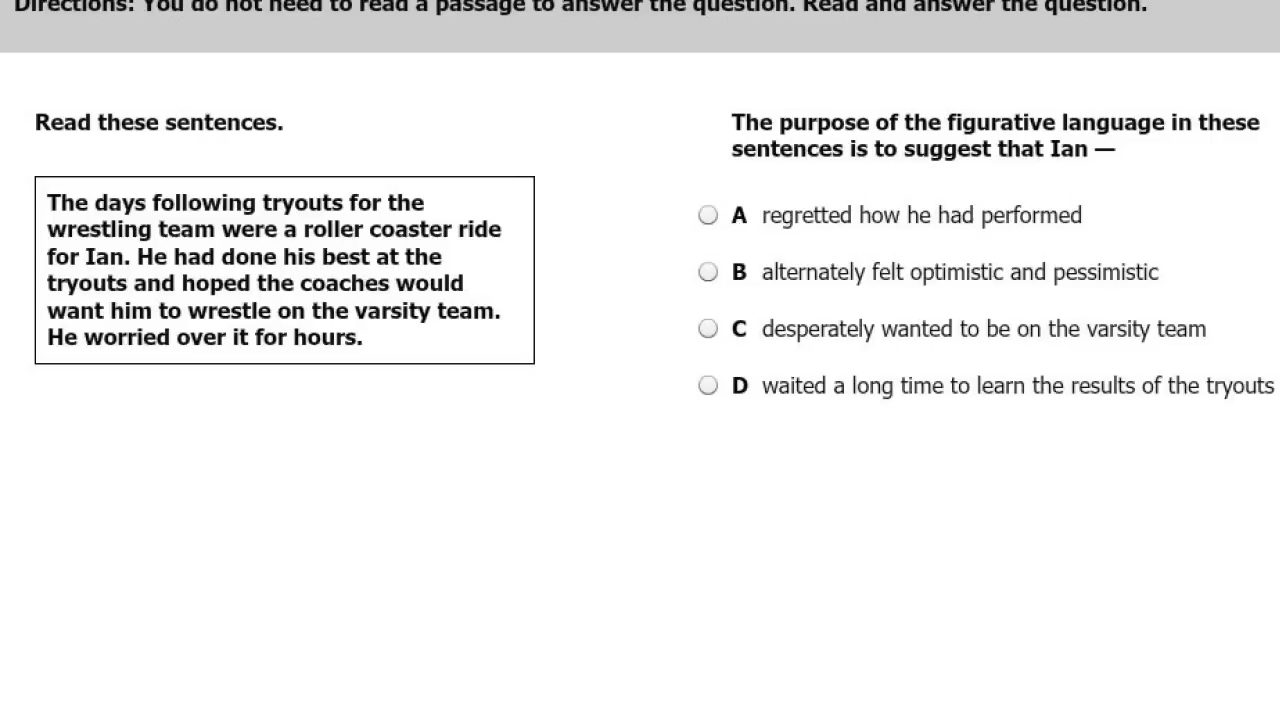 Directions: You do not need to read a passage to answer the question. Read and answer the question.
Read these sentences.
The days following tryouts for the
wrestling team were a roller coaster ride
for Ian. He had done his best at the
tryouts and hoped the coaches would
want him to wrestle on the varsity team.
He worried over it for hours.
The purpose of the figurative language in these
sentences is to suggest that Ian —
A regretted how he had performed
B alternately felt optimistic and pessimistic
C desperately wanted to be on the varsity team
D waited a long time to learn the results of the tryouts